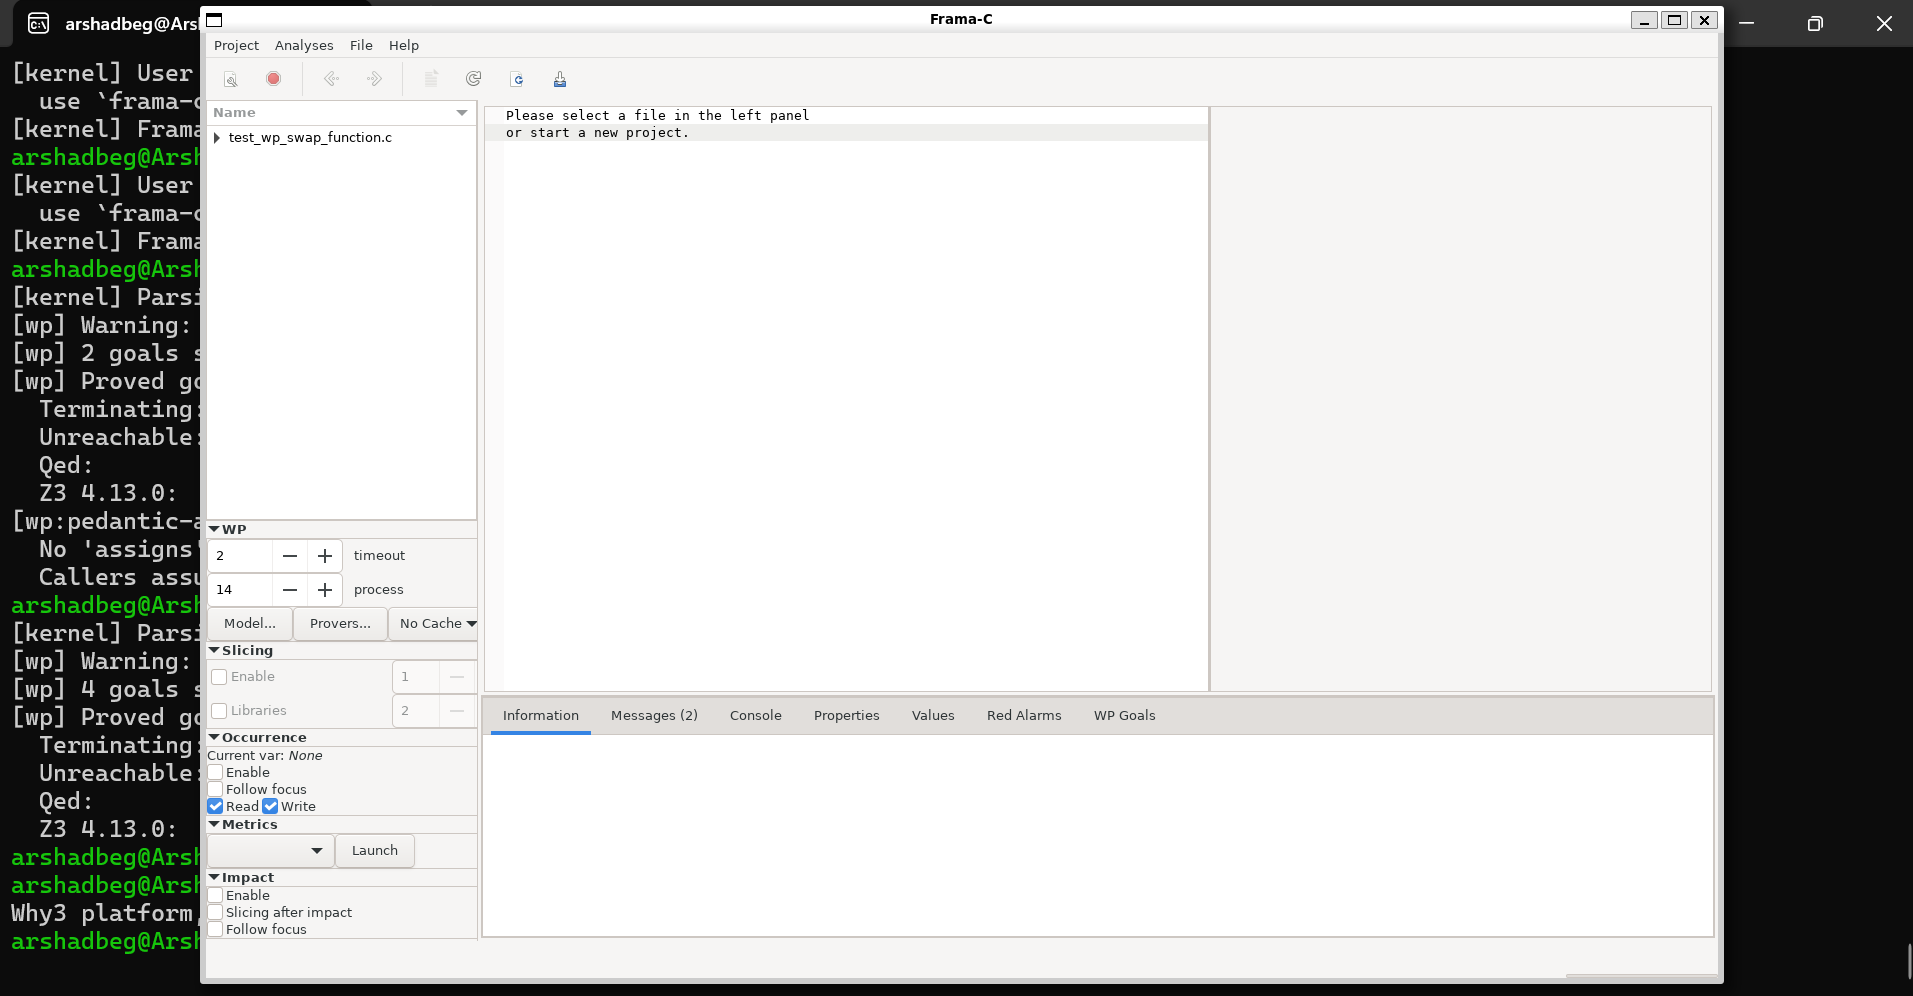 arshadbeg@Ars
[kernel] User
use `frama-c
[kernel] Frama
arshadbeg@Arsh
[kernel] User
use `frama-c
[kernel] Frama
arshadbeg@Arsh
[kernel] Parsi
[wp] Warning:
[wp] 2 goals s
[wp] Proved go
Terminating:
Unreachable:
Qed:
Z3 4.13.0:
[wp:pedantic-a
No 'assigns'
Callers assu
arshadbeg@Arsh
[kernel] Parsi
[wp] Warning:
[wp] 4 goals s
[wp] Proved go
Terminating:
Unreachable:
Qed:
Z3 4.13.0:
arshadbeg@Arsh
arshadbeg@Arsh
Why3 platform,
arshadbeg@Arsh
Frama-C
Project Analyses File Help
Name
test_wp_swap_function.c
Please select a file in the left panel
or start a new project.
WP
2 timeout
14 process
Model... Provers... No Cache
Slicing
Enable 1
Libraries 2
Occurrence
Current var: None
Enable
Follow focus
Read Write
Metrics
Launch
Impact
Enable
Slicing after impact
Follow focus
Information Messages (2) Console Properties Values Red Alarms WP Goals